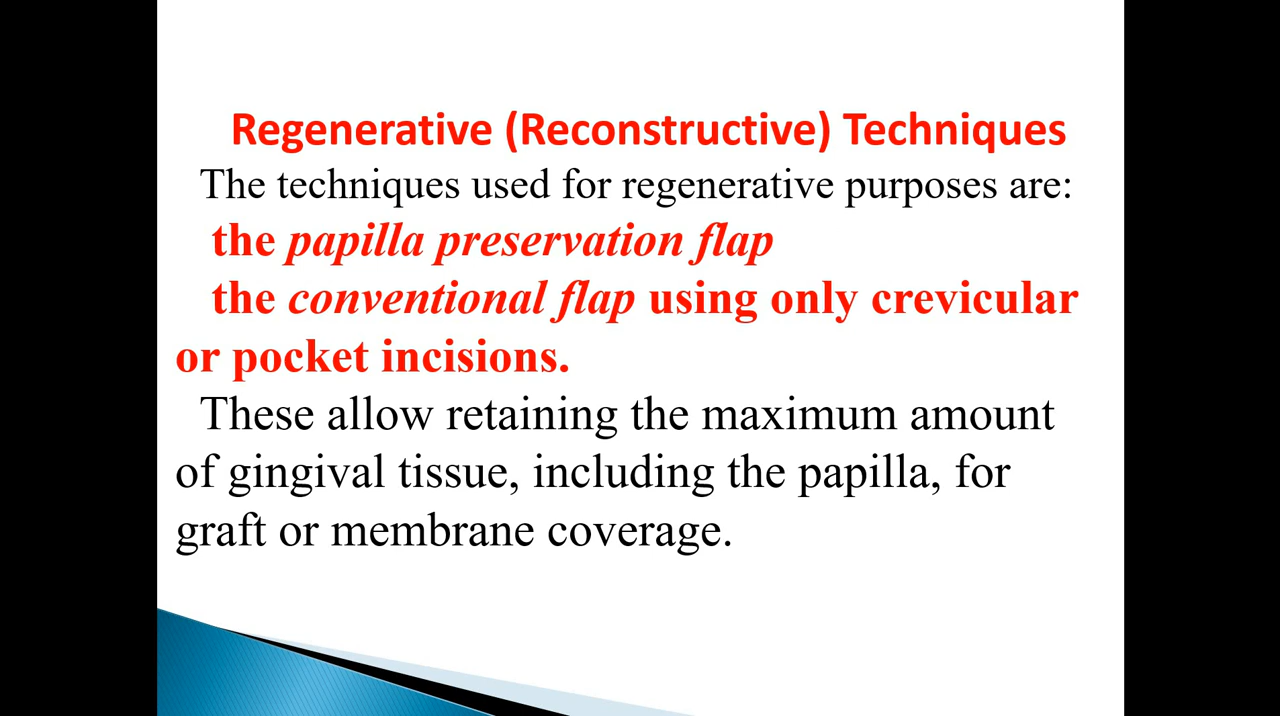 Regenerative (Reconstructive) Techniques
The techniques used for regenerative purposes are:
the papilla preservation flap
the conventional flap using only crevicular
or pocket incisions.
These allow retaining the maximum amount
of gingival tissue, including the papilla, for
graft or membrane coverage.